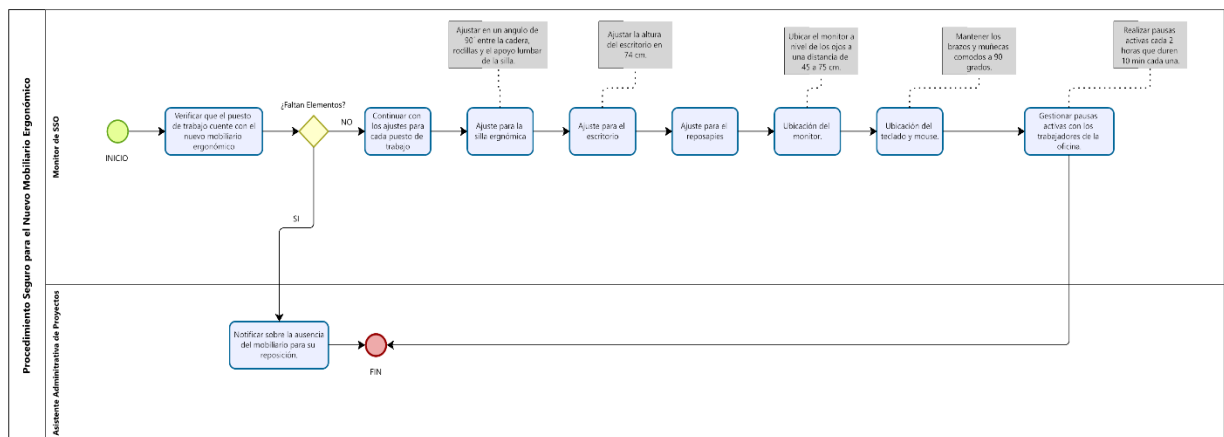 Procedimiento Seguro para el Nuevo Mobiliario Ergonómico
Monitor de SSO
Ajustar en un angulo de
90° entre la cadera,
rodillas y el apoyo lumbar
de la silla.
Ajustar la altura
del escritorio en
74 cm.
Ubicar el monitor a
nivel de los ojos a
una distancia de
45 a 75 cm.
Mantener los
brazos y muñecas
comodos a 90
grados.
Realizar pausas
activas cada 2
horas que duren
10 min cada una.
INICIO
Verificar que el puesto
de trabajo cuente con el
nuevo mobiliario
ergonómico
¿Faltan Elementos?
NO
Continuar con
los ajustes para
cada puesto de
trabajo
Ajuste para la
silla ergnómica
Ajuste para el
escritorio
Ajuste para el
reposapies
Ubicación del
monitor.
Ubicación del
teclado y mouse.
Gestionar pausas
activas con los
trabajadores de la
oficina.
SI
Asistente Adminitrativa de Proyectos
Notificar sobre la ausencia
del mobiliario para su
reposición.
FIN